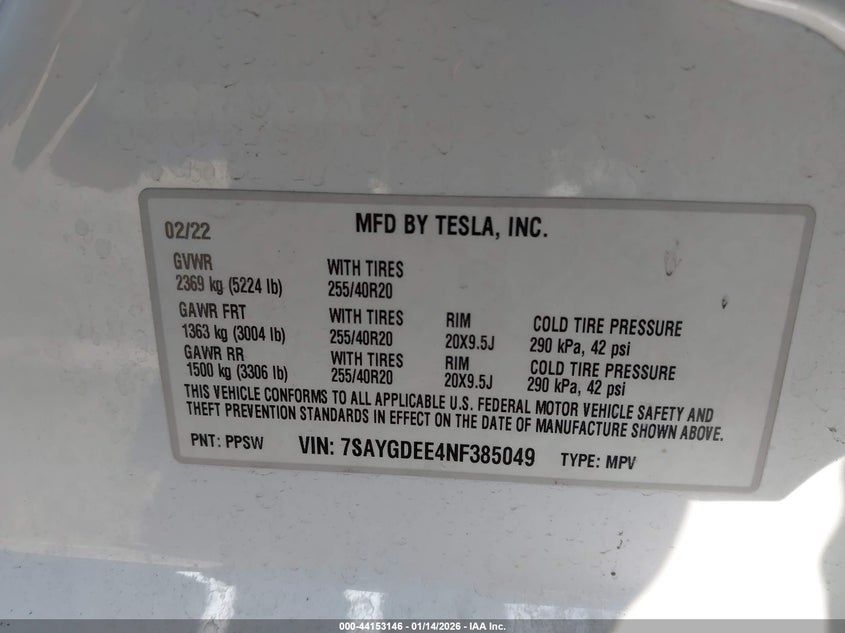 02/22
MFD BY TESLA, INC.
GVWR
2369 kg (5224 lb)
WITH TIRES
255/40R20
GAWR FRT
1363 kg (3004 lb)
WITH TIRES
255/40R20
RIM
20X9.5J
COLD TIRE PRESSURE
290 kPa, 42 psi
GAWR RR
1500 kg (3306 lb)
WITH TIRES
255/40R20
RIM
20X9.5J
COLD TIRE PRESSURE
290 kPa, 42 psi
THIS VEHICLE CONFORMS TO ALL APPLICABLE U.S. FEDERAL MOTOR VEHICLE SAFETY AND
THEFT PREVENTION STANDARDS IN EFFECT ON THE DATE OF MANUFACTURE SHOWN ABOVE.
PNT: PPSW VIN: 7SAYGDEE4NF385049 TYPE: MPV
000-44153146 - 01/14/2026 - IAA Inc.